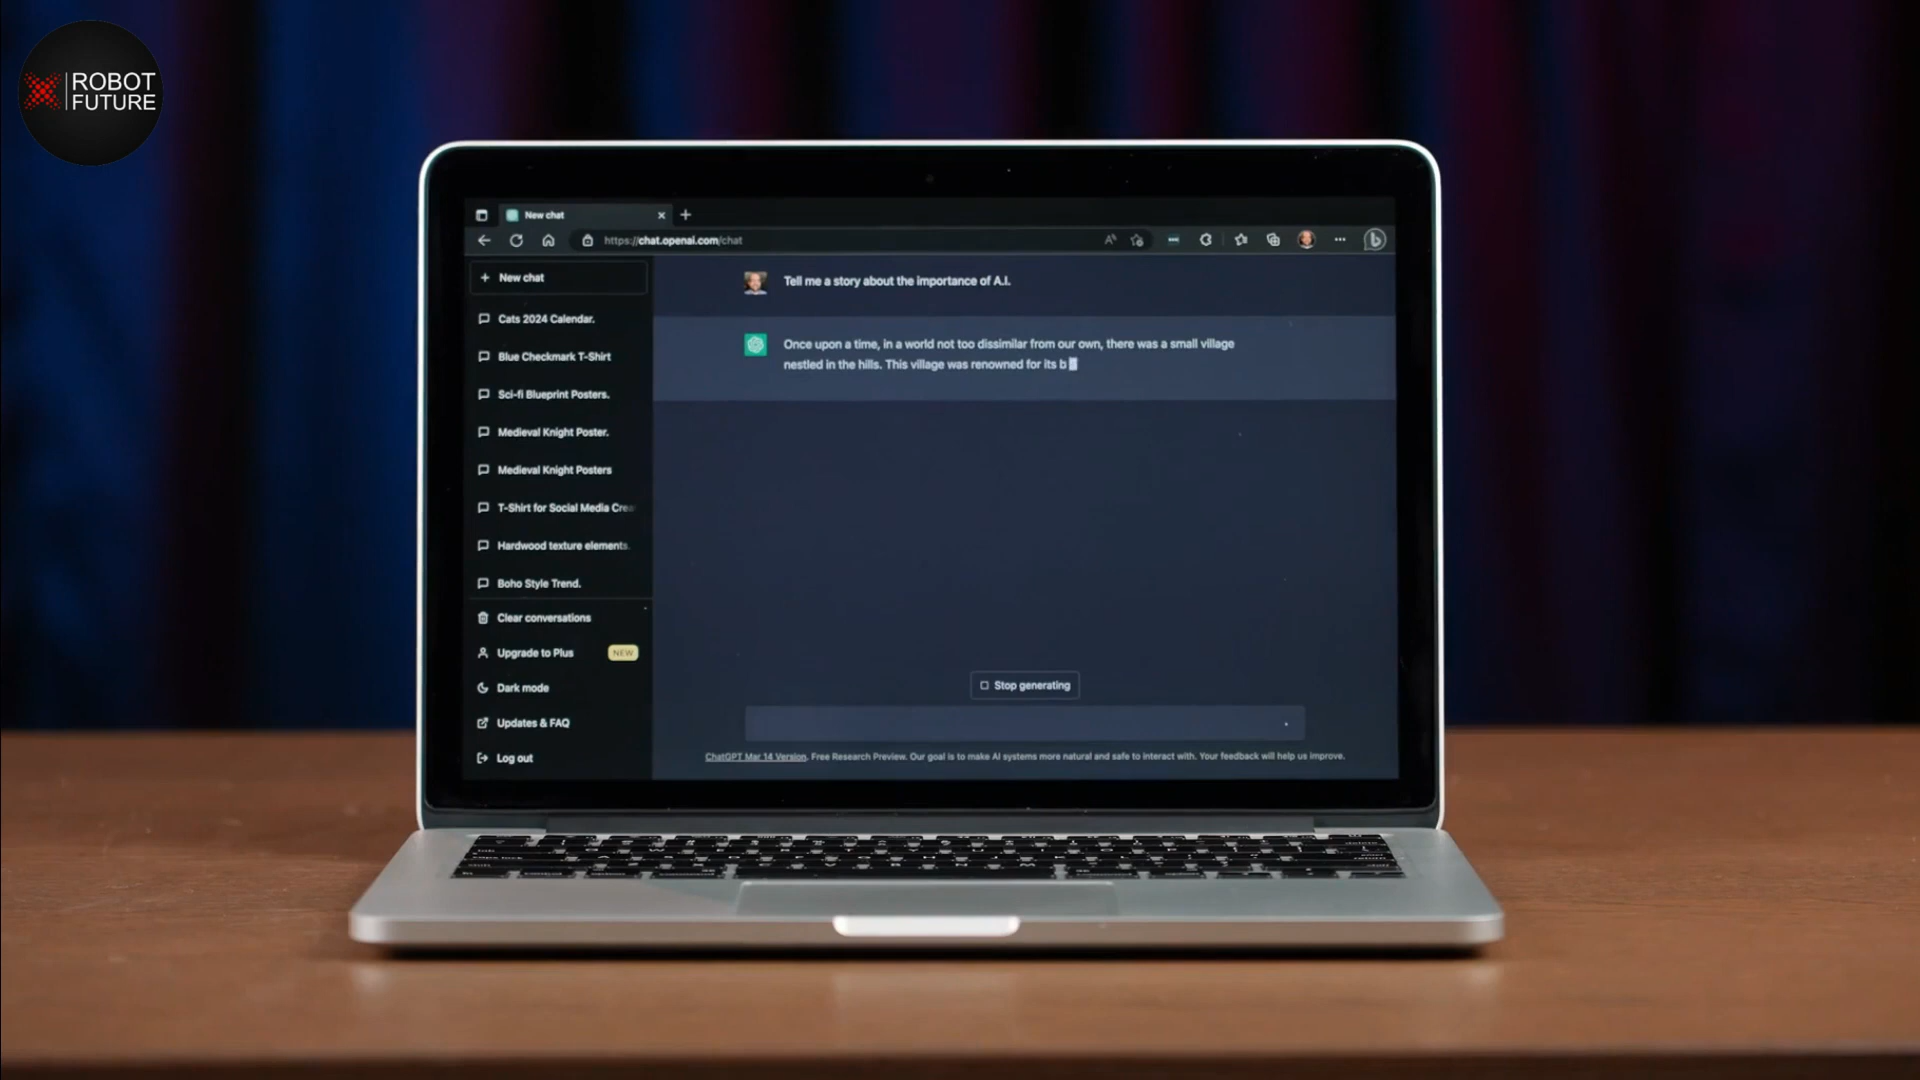 ROBOT
FUTURE
New chat
https://chat.openai.com/chat
New chat
Cats 2024 Calendar.
Blue Checkmark T-Shirt
Sci-fi Blueprint Posters.
Medieval Knight Poster.
Medieval Knight Posters
T-Shirt for Social Media Crea
Hardwood texture elements.
Boho Style Trend.
Clear conversations
Upgrade to Plus NEW
Dark mode
Updates & FAQ
Log out
Tell me a story about the importance of A.I.
Once upon a time, in a world not too dissimilar from our own, there was a small village
nestled in the hills. This village was renowned for its b
Stop generating
ChatGPT Mar 14 Version. Free Research Preview. Our goal is to make AI systems more natural and safe to interact with. Your feedback will help us improve.